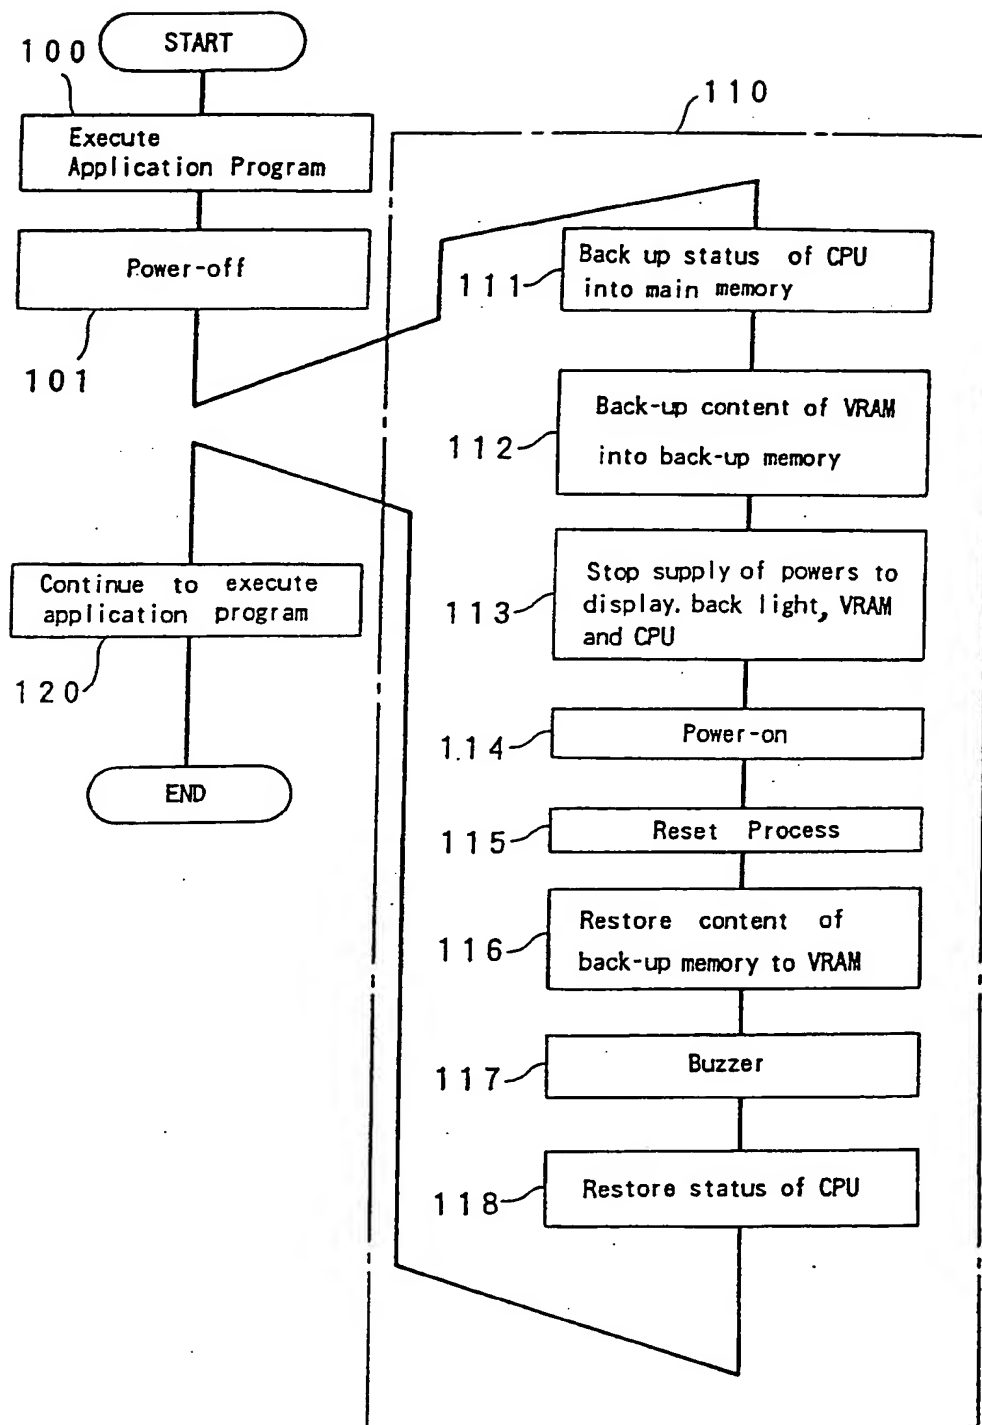 START
100
Execute
Application Program
Power-off
101
110
Back up status of CPU
into main memory
111
Back-up content of VRAM
into back-up memory
112
Stop supply of powers to
display. back light, VRAM
and CPU
113
Power-on
1.14
Reset Process
115
Restore content of
back-up memory to VRAM
116
Buzzer
117
Restore status of CPU
118
Continue to execute
application program
120
END